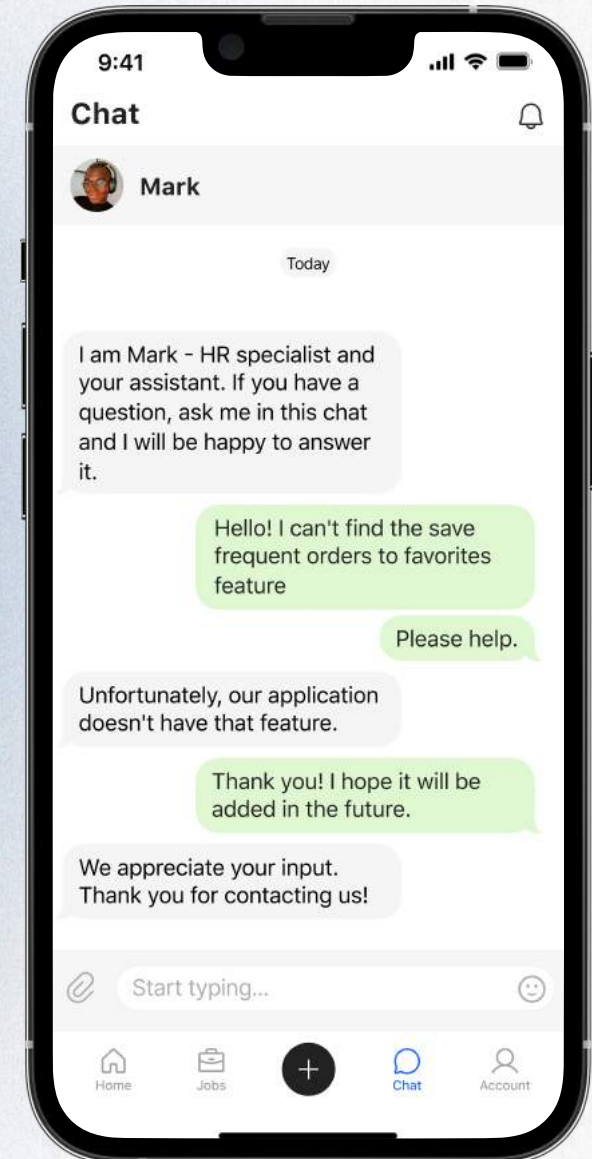 9:41
Chat
Mark
Today
I am Mark - HR specialist and
your assistant. If you have a
question, ask me in this chat
and I will be happy to answer
it.
Hello! I can't find the save
frequent orders to favorites
feature
Please help.
Unfortunately, our application
doesn't have that feature.
Thank you! I hope it will be
added in the future.
We appreciate your input.
Thank you for contacting us!
Start typing...
Home Jobs Chat Account